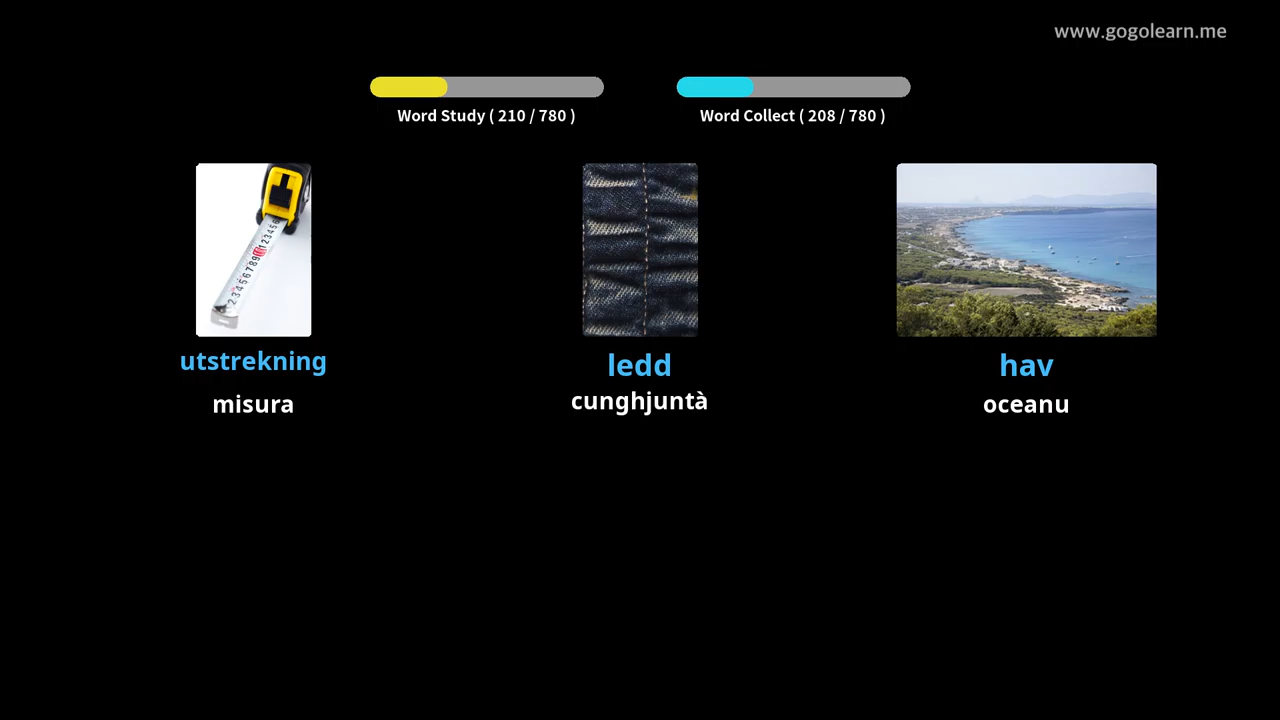 www.gogolearn.me
Word Study ( 210 / 780 )
Word Collect ( 208 / 780 )
utstrekning
misura
ledd
cunghjuntà
hav
oceanu